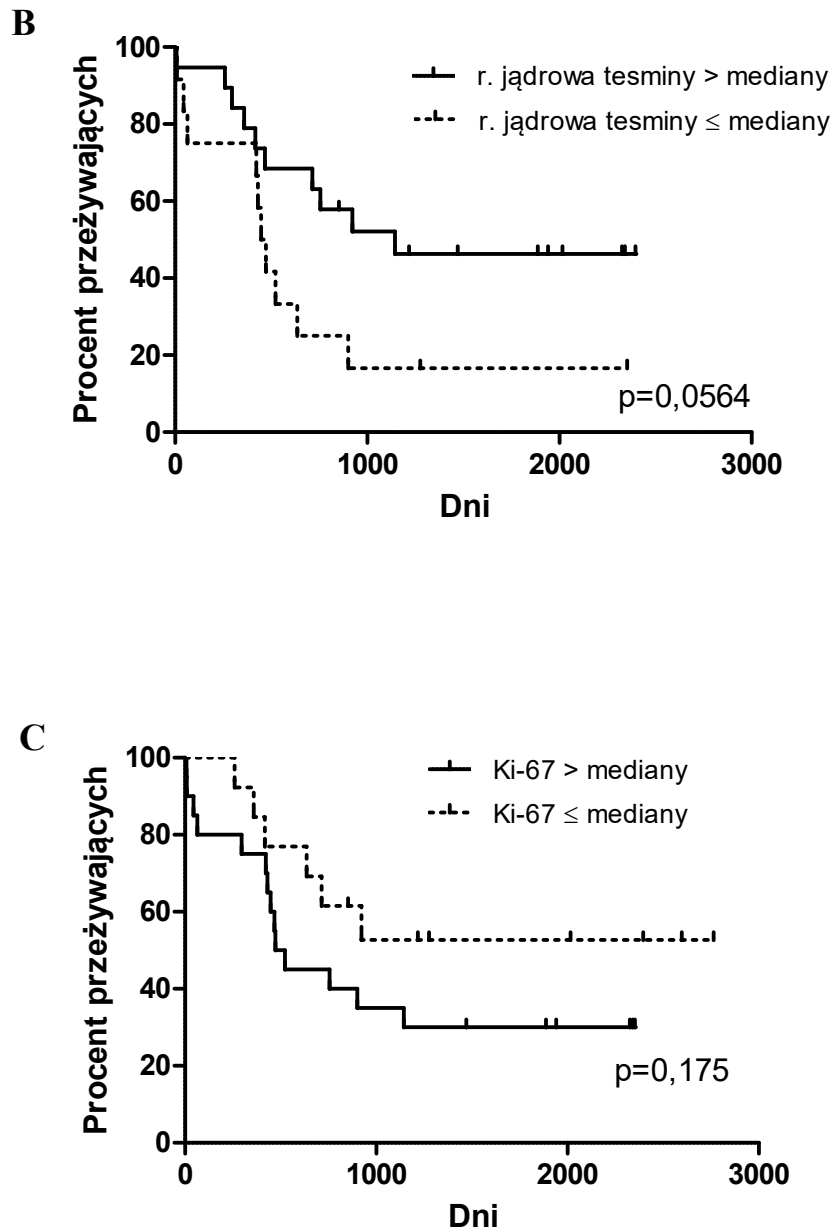 B
Procent przeżywających
100
80
60
40
20
0
r. jądrowa tesminy > mediany
r. jądrowa tesminy ≤ mediany
p=0,0564
0 1000 2000 3000
Dni
C
Procent przeżywających
100
80
60
40
20
0
Ki-67 > mediany
Ki-67 ≤ mediany
p=0,175
0 1000 2000 3000
Dni